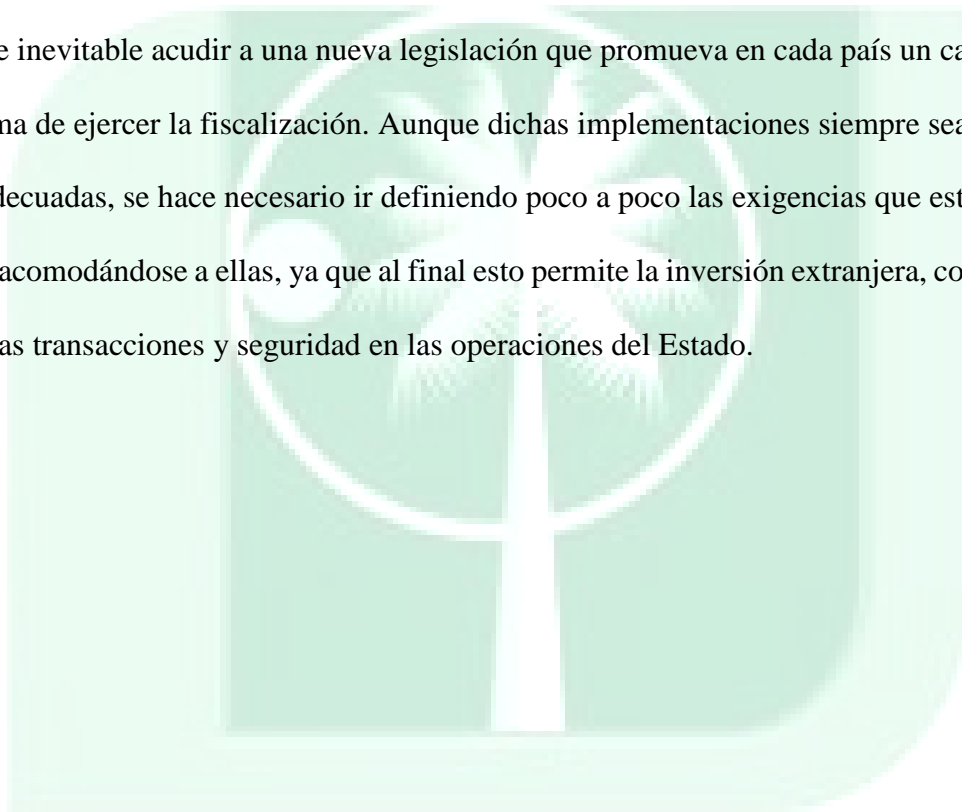 e inevitable acudir a una nueva legislación que promueva en cada país un ca
ma de ejercer la fiscalización. Aunque dichas implementaciones siempre sea
decuadas, se hace necesario ir definiendo poco a poco las exigencias que est
acomodándose a ellas, ya que al final esto permite la inversión extranjera, co
as transacciones y seguridad en las operaciones del Estado.